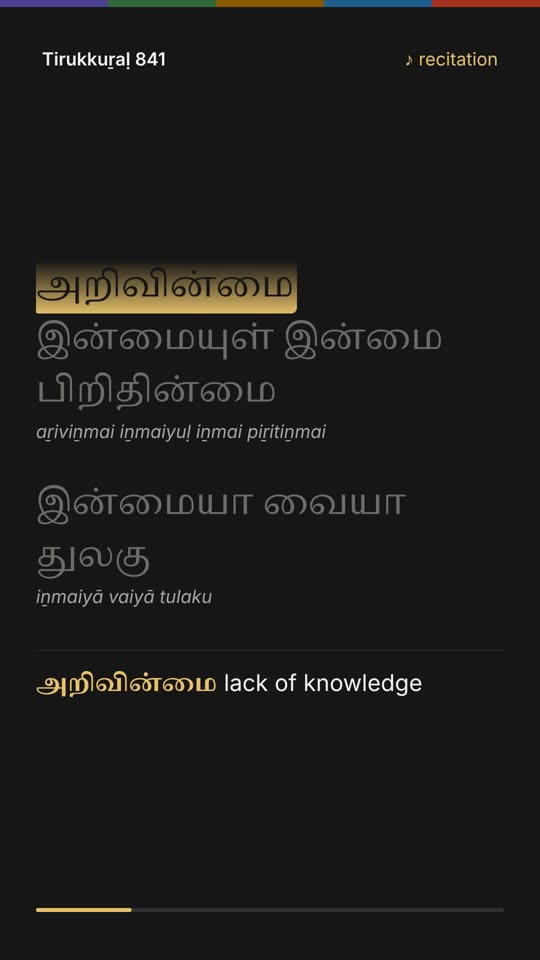 Tirukkuṟaḷ 841
♪ recitation
அறிவின்மை
இன்மையுள் இன்மை
பிறிதின்மை
aṟiviṉmai iṉmaiyuḷ iṉmai piṟitiṉmai
இன்மையா வையா
துலகு
iṉmaiyā vaiyā tulaku
அறிவின்மை lack of knowledge